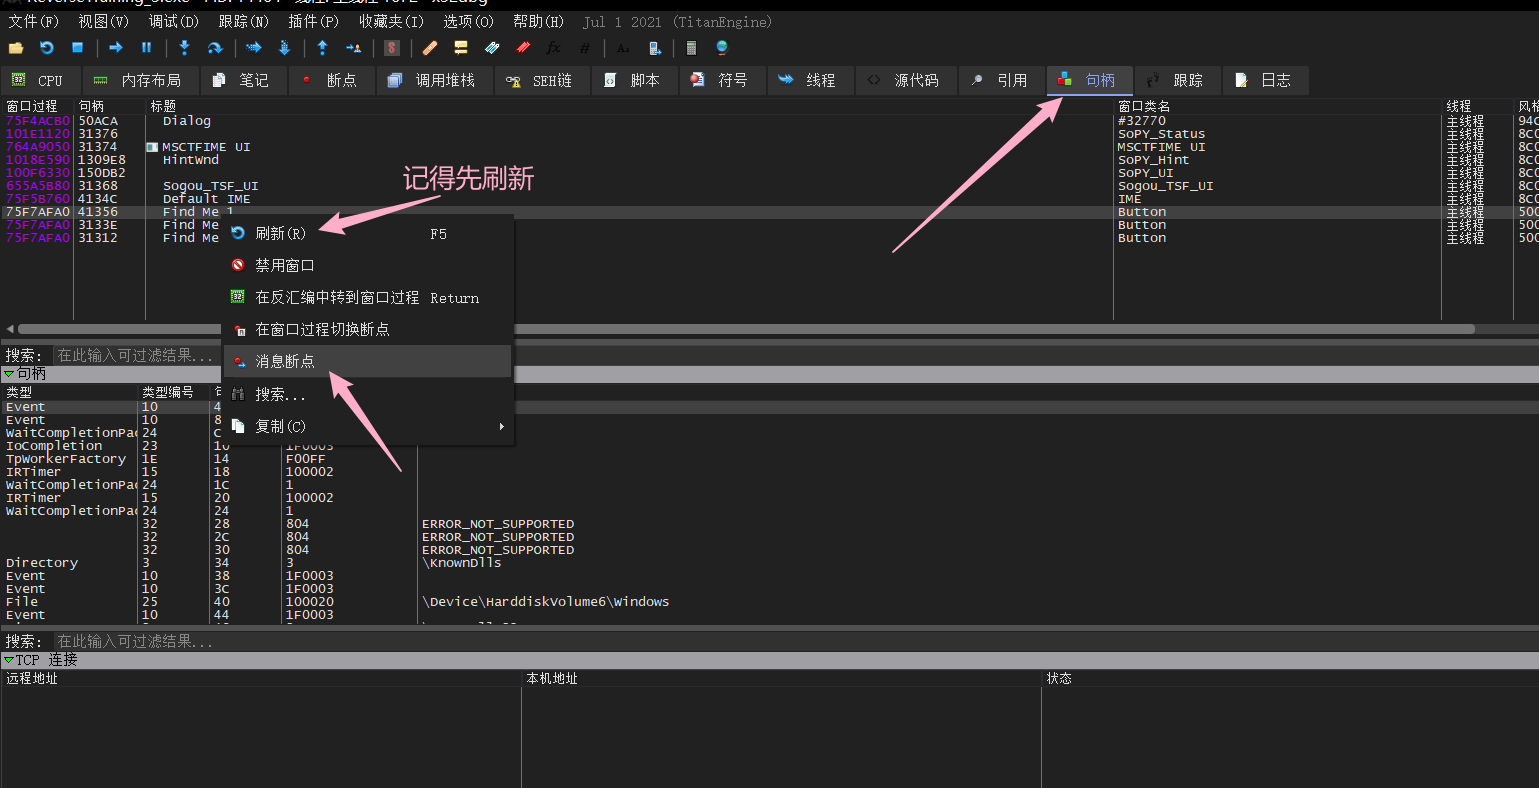 文件(F) 视图(V) 调试(D) 跟踪(N) 插件(P) 收藏夹(I) 选项(O) 帮助(H) Jul 1 2021 (TitanEngine)
CPU 内存布局 笔记 断点 调用堆栈 SEH链 脚本 符号 线程 源代码 引用 句柄 跟踪 日志
窗口过程 句柄 标题 窗口类名 线程 风格
75F4ACB0 50ACA Dialog #32770 主线程 94C
101E1120 31376 SoPY_Status 主线程 8C0
764A9050 31374 MSCTFIME UI MSCTFIME UI 主线程 8C0
1018E590 1309E8 HintWnd SoPY_Hint 主线程 8C0
100F6330 150DB2 SoPY_UI 主线程 8C0
655A5B80 31368 Sogou_TSF_UI Sogou_TSF_UI 主线程 8C0
75F5B760 4134C Default IME IME 主线程 8C0
75F7AFA0 41356 Find Me 1 Button 主线程 500
75F7AFA0 3133E Find Me Button 主线程 500
75F7AFA0 31312 Find Me Button 主线程 500
记得先刷新
刷新(R) F5
禁用窗口
在反汇编中转到窗口过程 Return
在窗口过程切换断点
消息断点
搜索...
复制(C)
搜索: 在此输入可过滤结果...
句柄
类型 类型编号
Event 10 4
Event 10 8
WaitCompletionPac 24 C
IoCompletion 23 10 1F0003
TpWorkerFactory 1E 14 F00FF
IRTimer 15 18 100002
WaitCompletionPac 24 1C 1
IRTimer 15 20 100002
WaitCompletionPac 24 24 1
32 28 804 ERROR_NOT_SUPPORTED
32 2C 804 ERROR_NOT_SUPPORTED
32 30 804 ERROR_NOT_SUPPORTED
Directory 3 34 3 \KnownDlls
Event 10 38 1F0003
Event 10 3C 1F0003
File 25 40 100020 \Device\HarddiskVolume6\Windows
Event 10 44 1F0003
搜索: 在此输入可过滤结果...
TCP 连接
远程地址 本机地址 状态